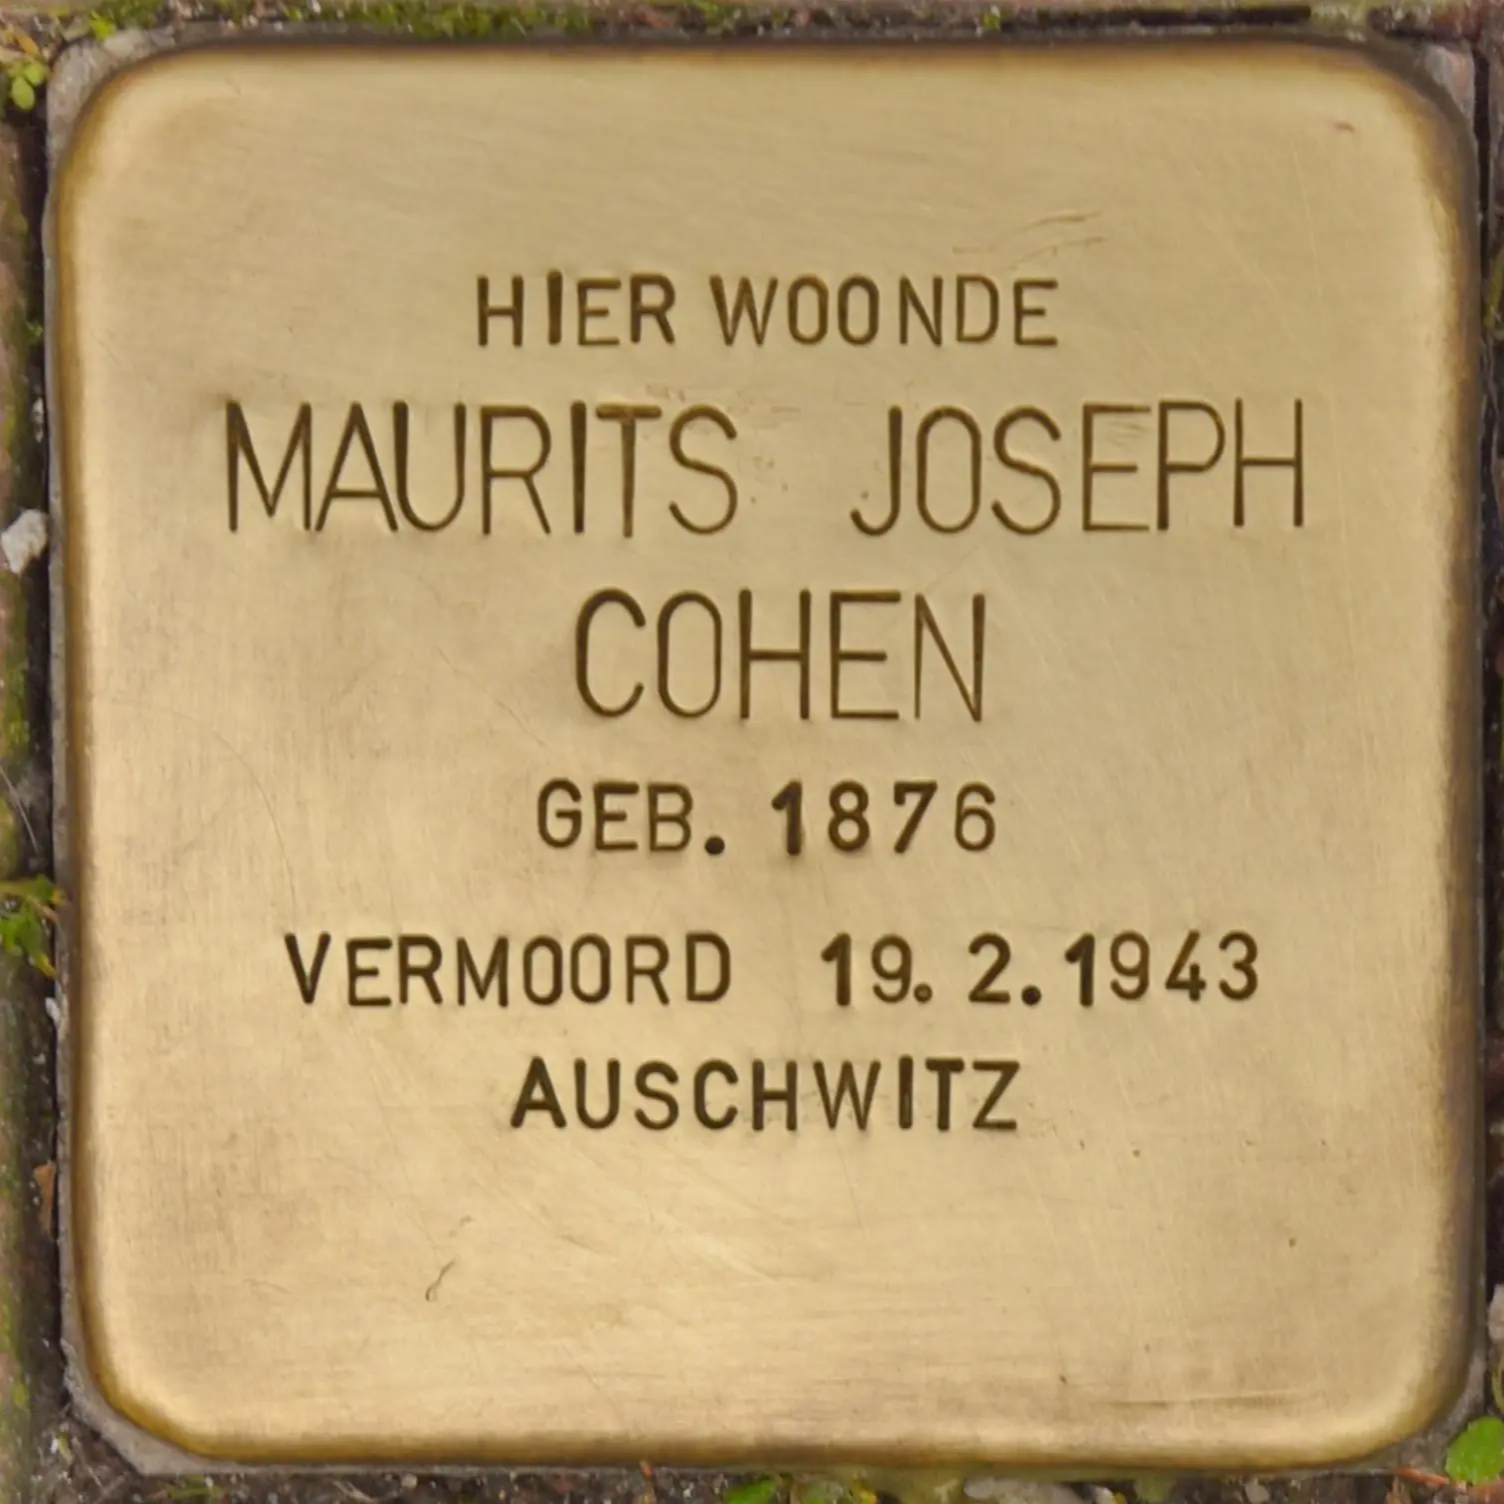 HIER WOONDE
MAURITS JOSEPH
COHEN
GEB. 1876
VERMOORD 19.2.1943
AUSCHWITZ